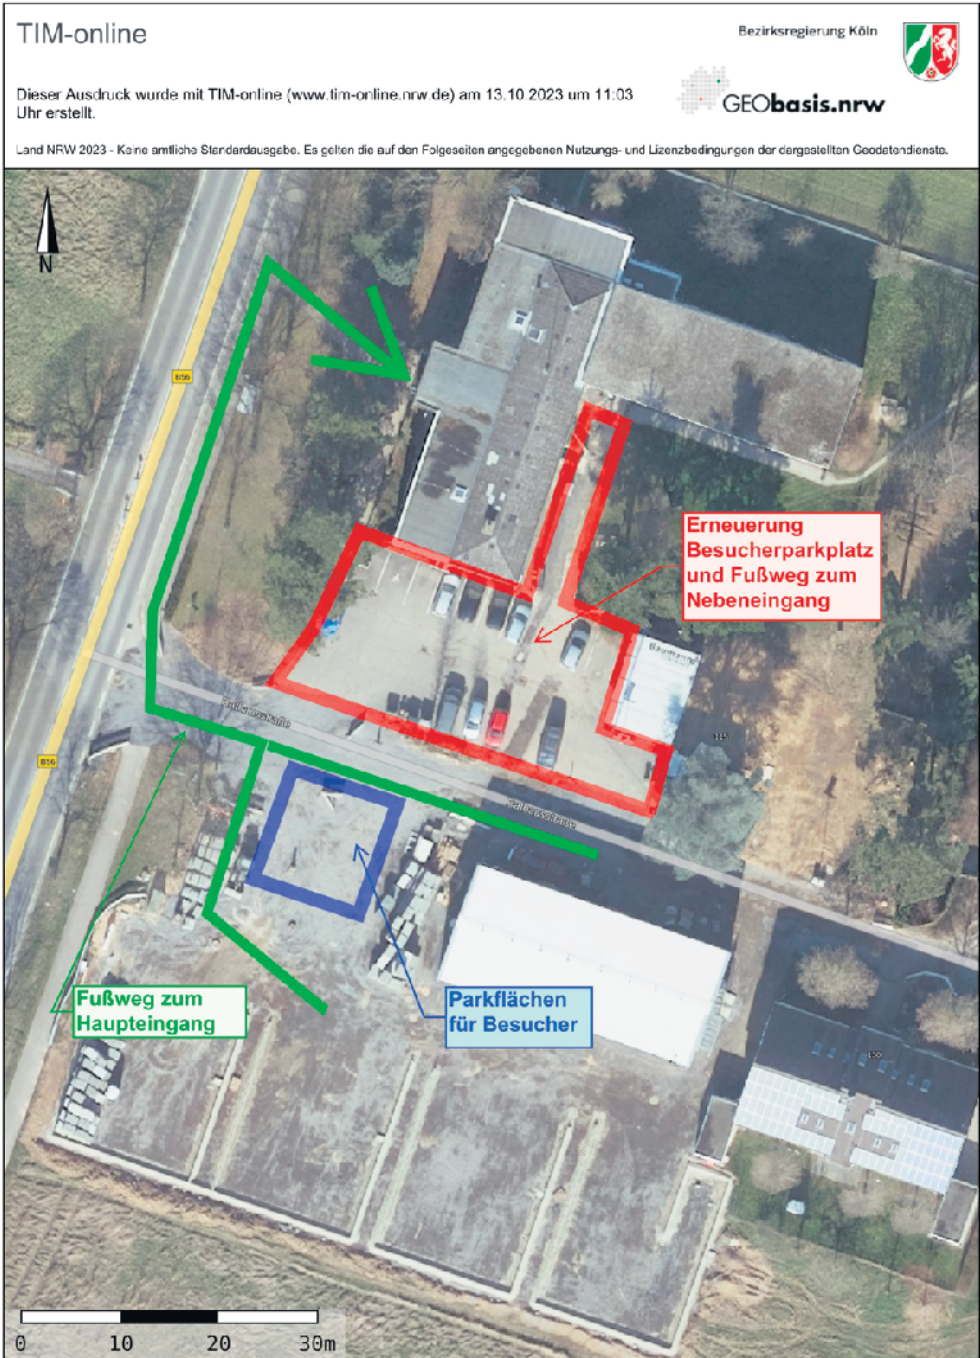 TIM-online
Bezirksregierung Köln
Dieser Ausdruck wurde mit TIM-online (www.tim-online.nrw.de) am 13.10.2023 um 11:03
Uhr erstellt.
GEObasis.nrw
Land NRW 2023 - Keine amtliche Standardausgabe. Es gelten die auf den Folgeseiten angegebenen Nutzungs- und Lizenzbedingungen der dargestellten Geodatendienste.
N
B56
Erneuerung
Besucherparkplatz
und Fußweg zum
Nebeneingang
B56
Fußweg zum
Haupteingang
Parkflächen
für Besucher
0 10 20 30m